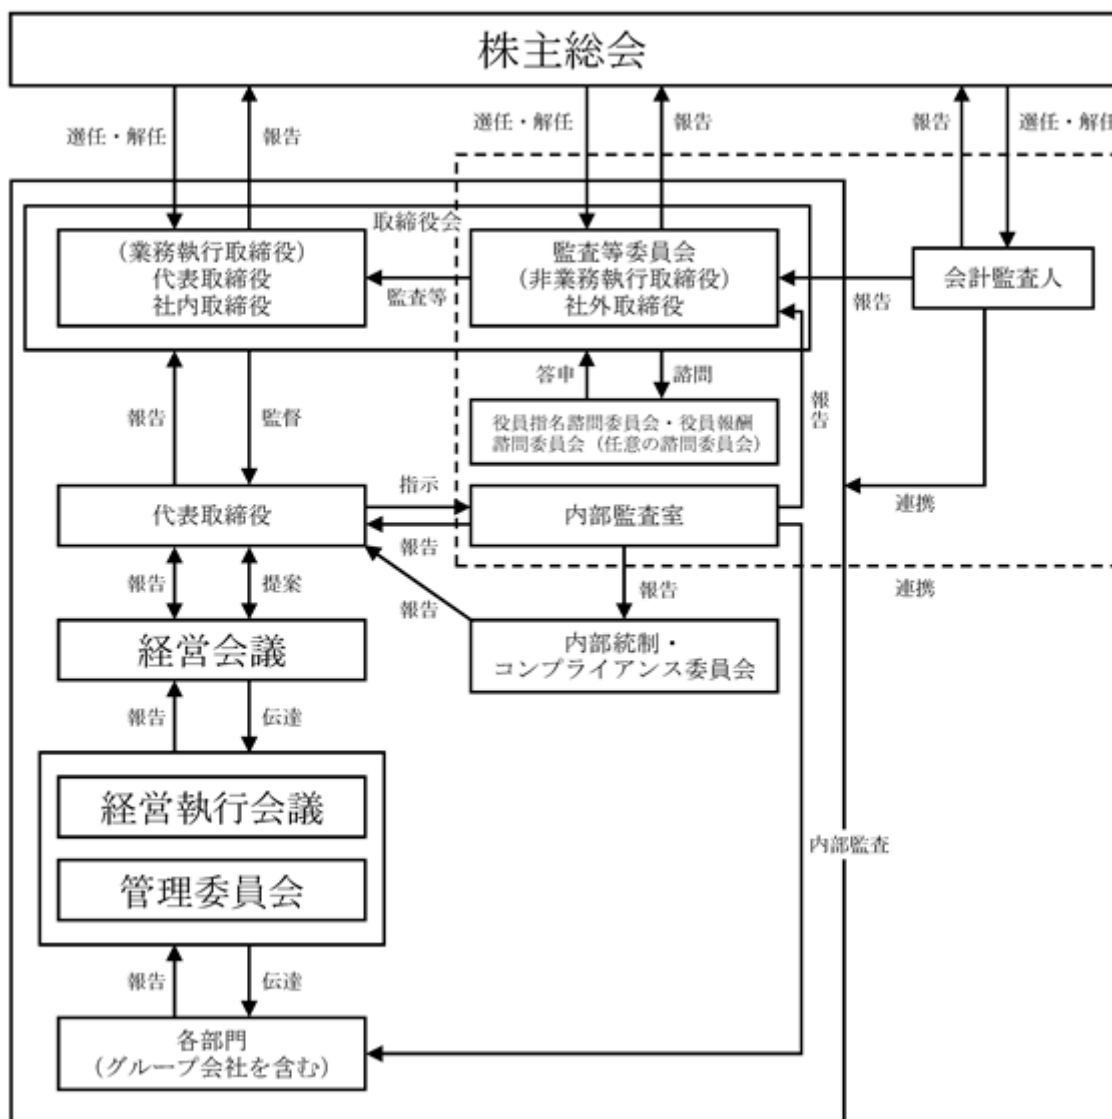 株主総会
選任・解任
報告
選任・解任
報告
報告
選任・解任
取締役会
(業務執行取締役)
代表取締役
社内取締役
監査等
監査等委員会
(非業務執行取締役)
社外取締役
報告
会計監査人
答申
諮問
役員指名諮問委員会・役員報酬
諮問委員会(任意の諮問委員会)
報告
報告
監督
連携
代表取締役
指示
報告
内部監査室
連携
報告
提案
報告
報告
経営会議
内部統制・
コンプライアンス委員会
報告
伝達
経営執行会議
管理委員会
内部監査
報告
伝達
各部門
(グループ会社を含む)